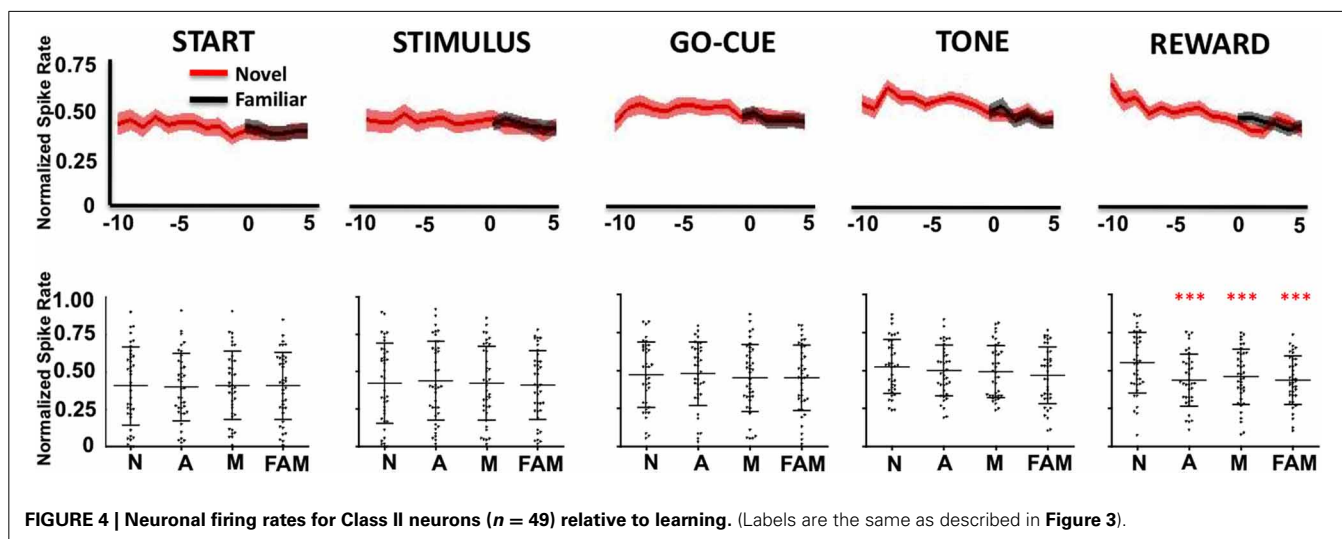 START STIMULUS GO-CUE TONE REWARD
Normalized Spike Rate
0.75
0.50
0.25
0
Novel
Familiar
-10 -5 0 5 -10 -5 0 5 -10 -5 0 5 -10 -5 0 5 -10 -5 0 5
Normalized Spike Rate
1.00
0.75
0.50
0.25
0
*** *** ***
N A M FAM N A M FAM N A M FAM N A M FAM N A M FAM
FIGURE 4 | Neuronal firing rates for Class II neurons (n = 49) relative to learning. (Labels are the same as described in Figure 3).